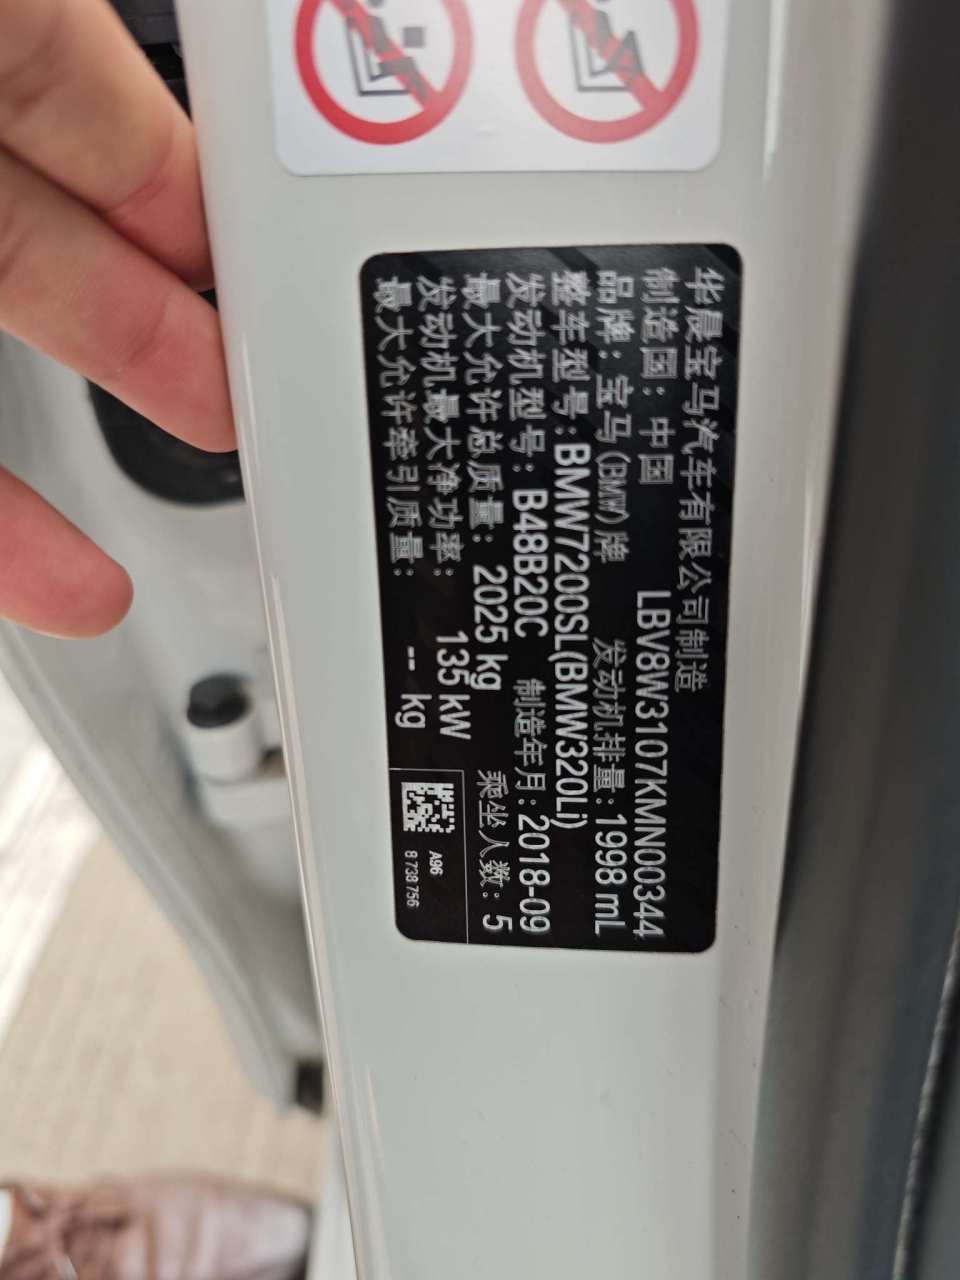 华晨宝马汽车有限公司制造
制造国: 中国 LBV8W3107KMN00344
品牌: 宝马(BMW)牌 发动机排量: 1998 mL
整车型号: BMW7200SL(BMW320Li)
发动机型号: B48B20C 制造年月: 2018-09
最大允许总质量: 2025 kg 乘坐人数: 5
发动机最大净功率: 135 kW
最大允许牵引质量: -- kg
A96
8 738 756